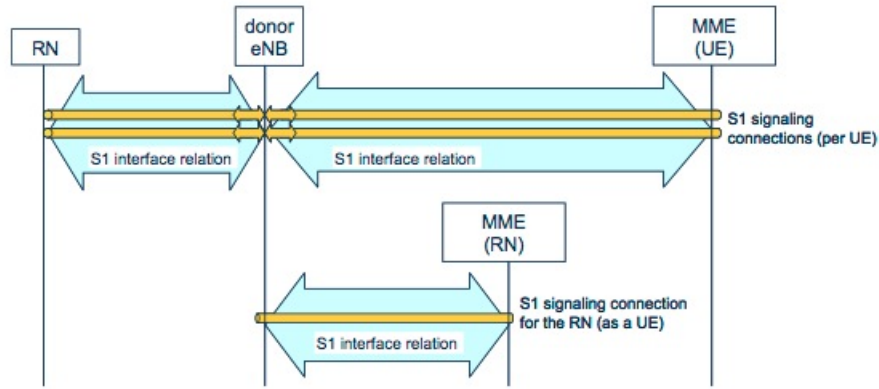 RN
donor
eNB
MME
(UE)
S1 signaling
connections (per UE)
S1 interface relation
S1 interface relation
MME
(RN)
S1 signaling connection
for the RN (as a UE)
S1 interface relation